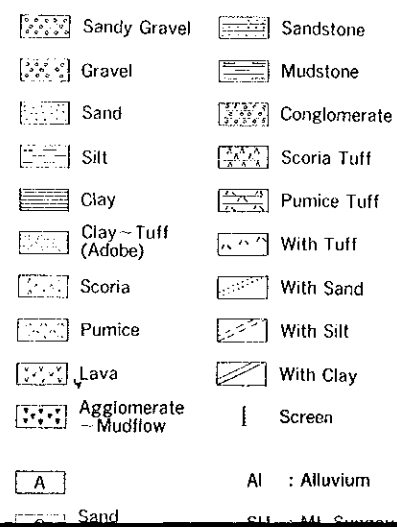 Sandy Gravel
Gravel
Sand
Silt
Clay
Clay ~ Tuff
(Adobe)
Scoria
Pumice
Lava
Agglomerate
~ Mudflow
A
Sand
Sandstone
Mudstone
Conglomerate
Scoria Tuff
Pumice Tuff
With Tuff
With Sand
With Silt
With Clay
Screen
Al : Alluvium